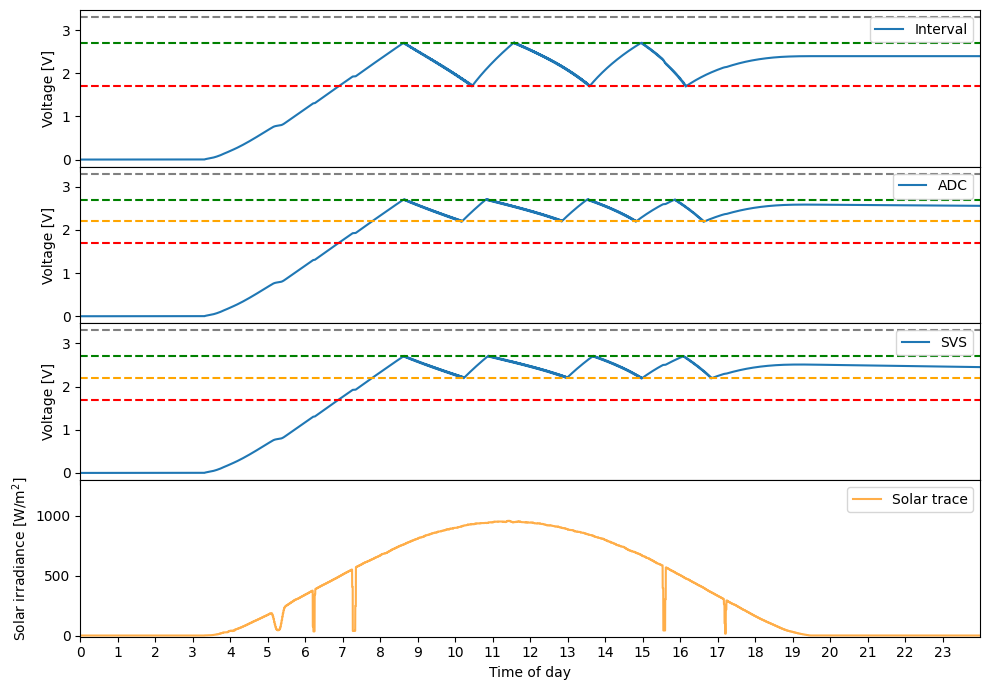 Voltage [V]
3
2
1
0
Interval
Voltage [V]
3
2
1
0
ADC
Voltage [V]
3
2
1
0
SVS
Solar irradiance [W/m²]
1000
500
0
Solar trace
0 1 2 3 4 5 6 7 8 9 10 11 12 13 14 15 16 17 18 19 20 21 22 23
Time of day